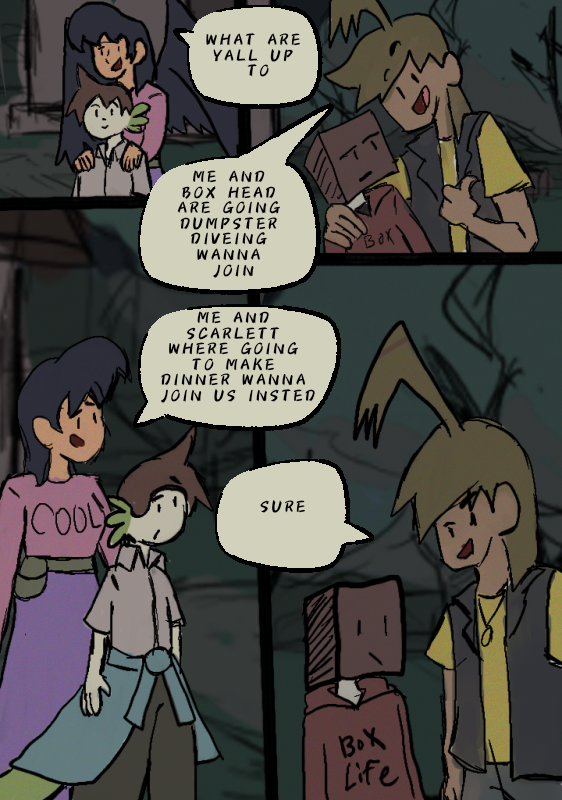 WHAT ARE
YALL UP
TO
ME AND
BOX HEAD
ARE GOING
DUMPSTER
DIVEING
WANNA
JOIN
BOX
ME AND
SCARLETT
WHERE GOING
TO MAKE
DINNER WANNA
JOIN US INSTED
COOL
SURE
BOX
Life